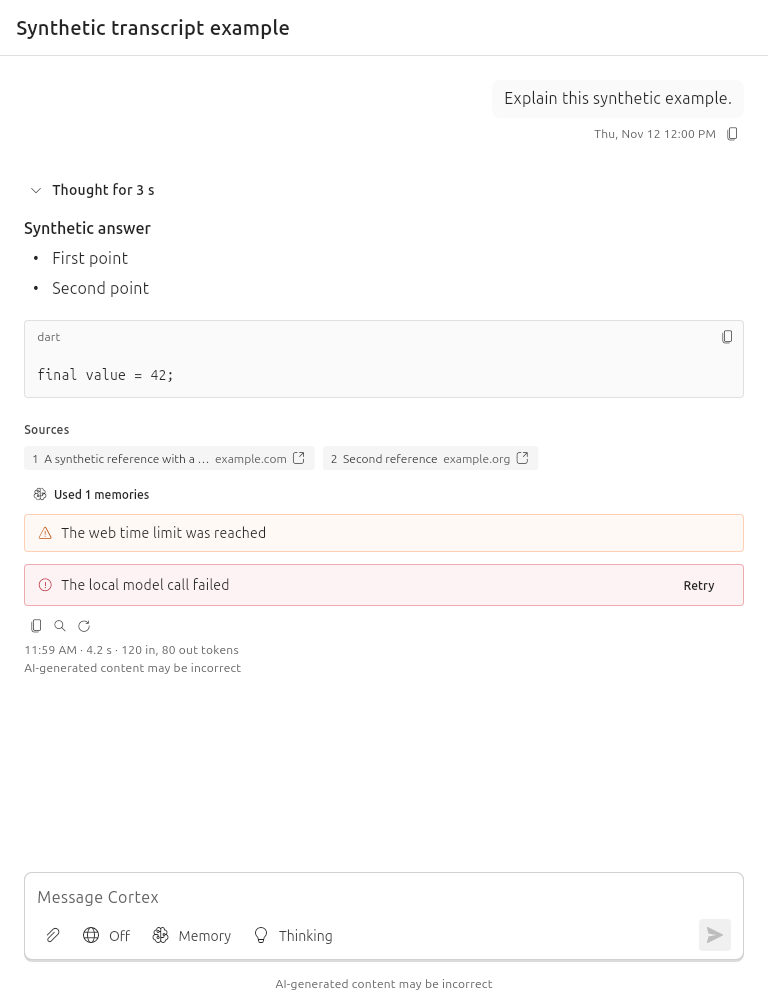 Synthetic transcript example
Explain this synthetic example.
Thu, Nov 12 12:00 PM
Thought for 3 s
Synthetic answer
• First point
• Second point
dart
final value = 42;
Sources
1 A synthetic reference with a … example.com 2 Second reference example.org
Used 1 memories
The web time limit was reached
The local model call failed Retry
11:59 AM · 4.2 s · 120 in, 80 out tokens
AI-generated content may be incorrect
Message Cortex
Off Memory Thinking
AI-generated content may be incorrect